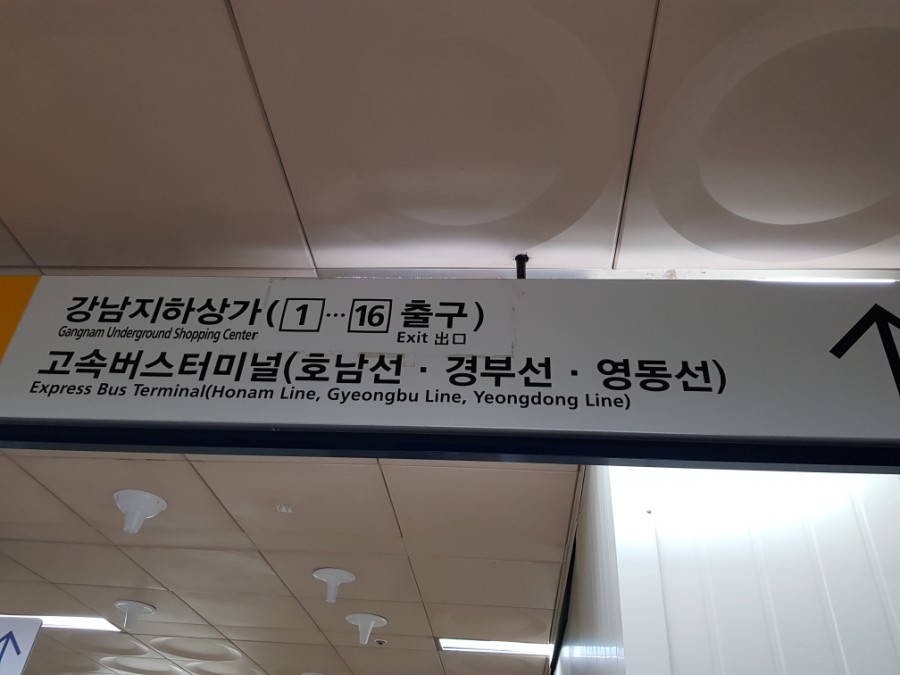 강남지하상가(1…16 출구)
Gangnam Underground Shopping Center Exit 出口
고속버스터미널(호남선 · 경부선 · 영동선)
Express Bus Terminal(Honam Line, Gyeongbu Line, Yeongdong Line)